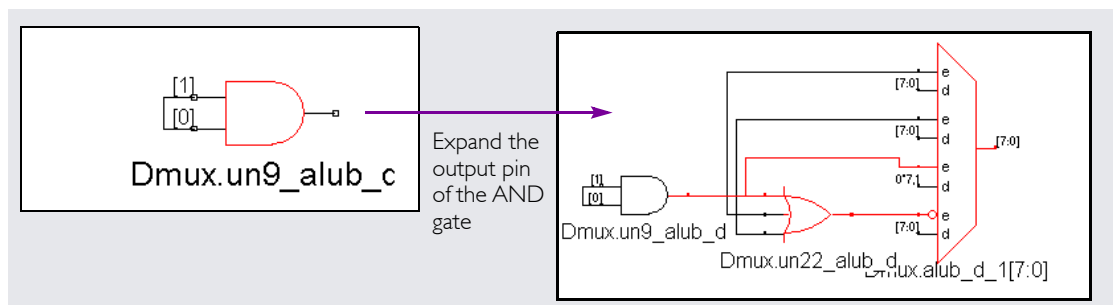 [1]
[0]
Dmux.un9_alub_c
Expand the
output pin
of the AND
gate
e
[7:0]
d
e
[7:0]
d
[7:0]
e
0*7,1
d
[1]
[0]
e
[7:0]
d
Dmux.un9_alub_d
Dmux.un22_alub_d
Dmux.alub_d_1[7:0]